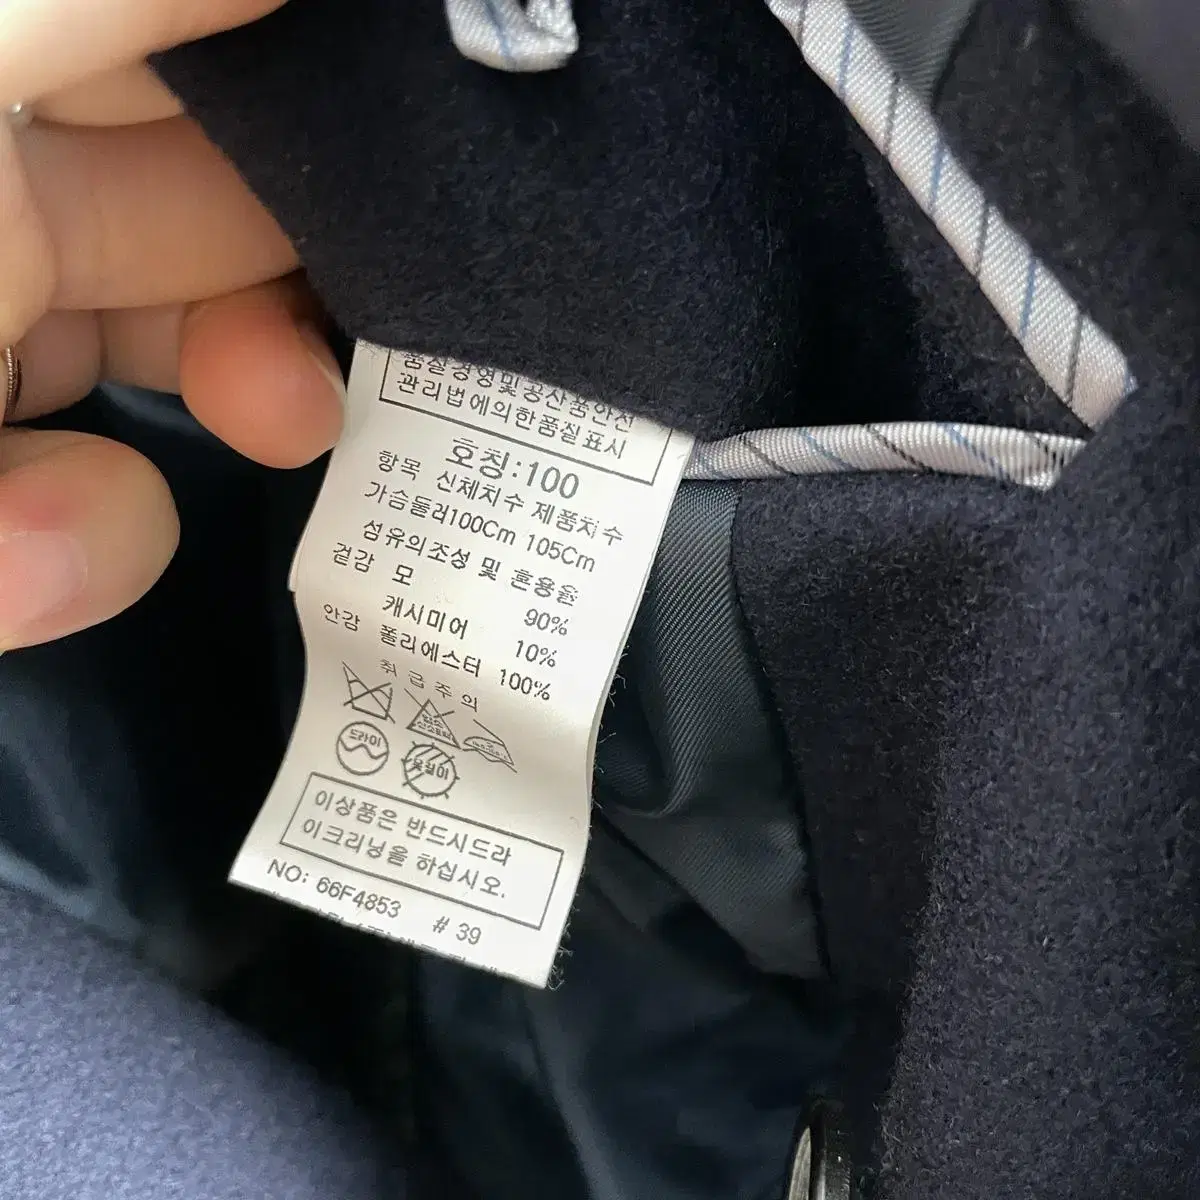 품질경영및공산품안전
관리법에의한품질표시
호칭:100
항목 신체치수 제품치수
가슴둘러100Cm 105Cm
섬유의조성 및 혼용율
겉감 모 90%
캐시미어 10%
안감 폴리에스터 100%
취급주의
드라이
물세탁
이상품은 반드시드라
이크리닝을 하십시오.
NO: 66F4853 # 39